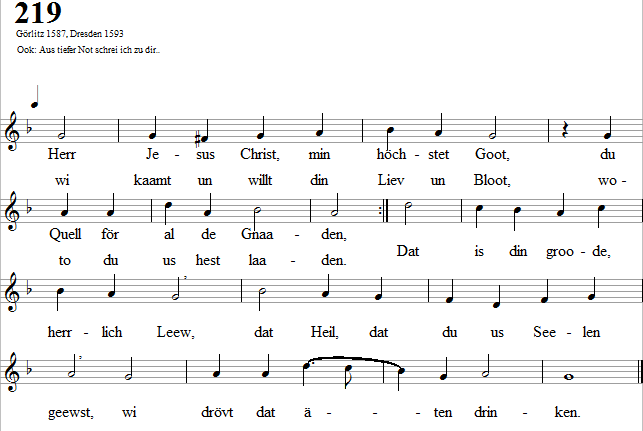 219
Görlitz 1587, Dresden 1593
Ook: Aus tiefer Not schrei ich zu dir..
Herr Je - sus Christ, min höch - stet Goot, du
wi kaamt un willt din Liev un Bloot, wo -
Quell för al de Gnaa - den,
to du us hest laa - den.
Dat is din groo - de,
herr - lich Leew, dat Heil, dat du us See - len
geewst, wi drövt dat ä - - - ten drin - ken.